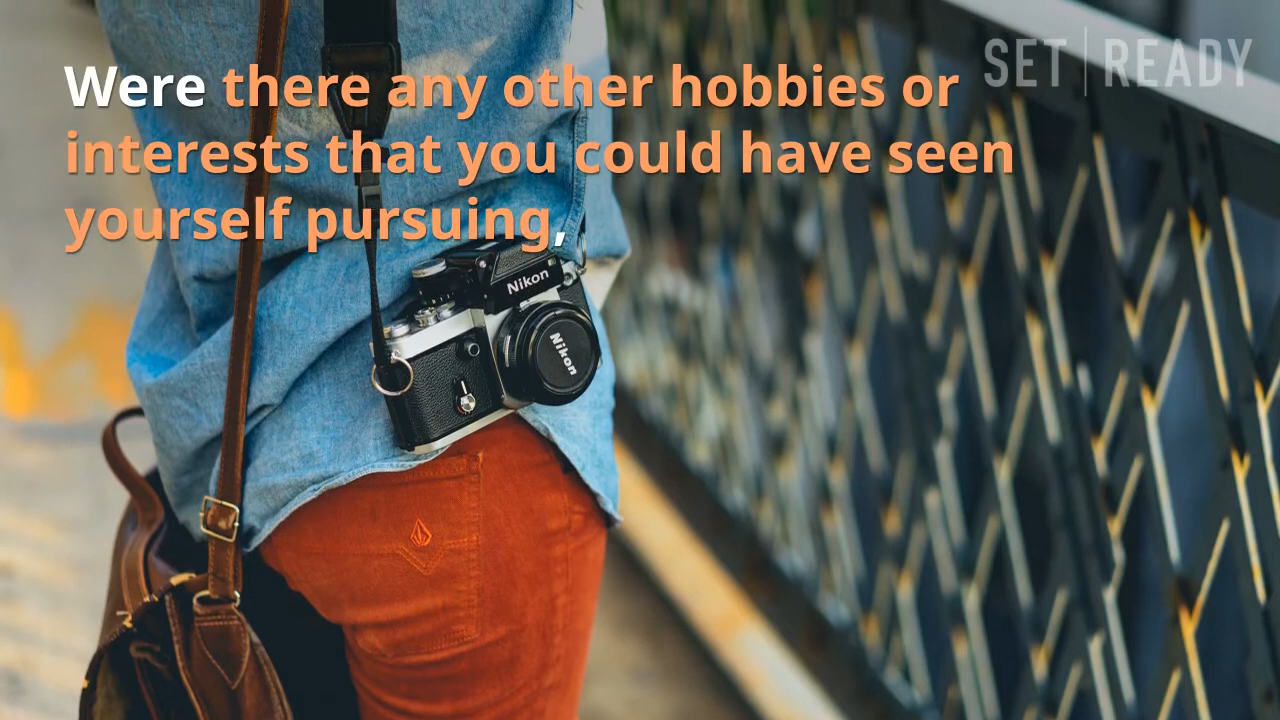 Were there any other hobbies or
interests that you could have seen
yourself pursuing,
SET | READY
Nikon
Nikon